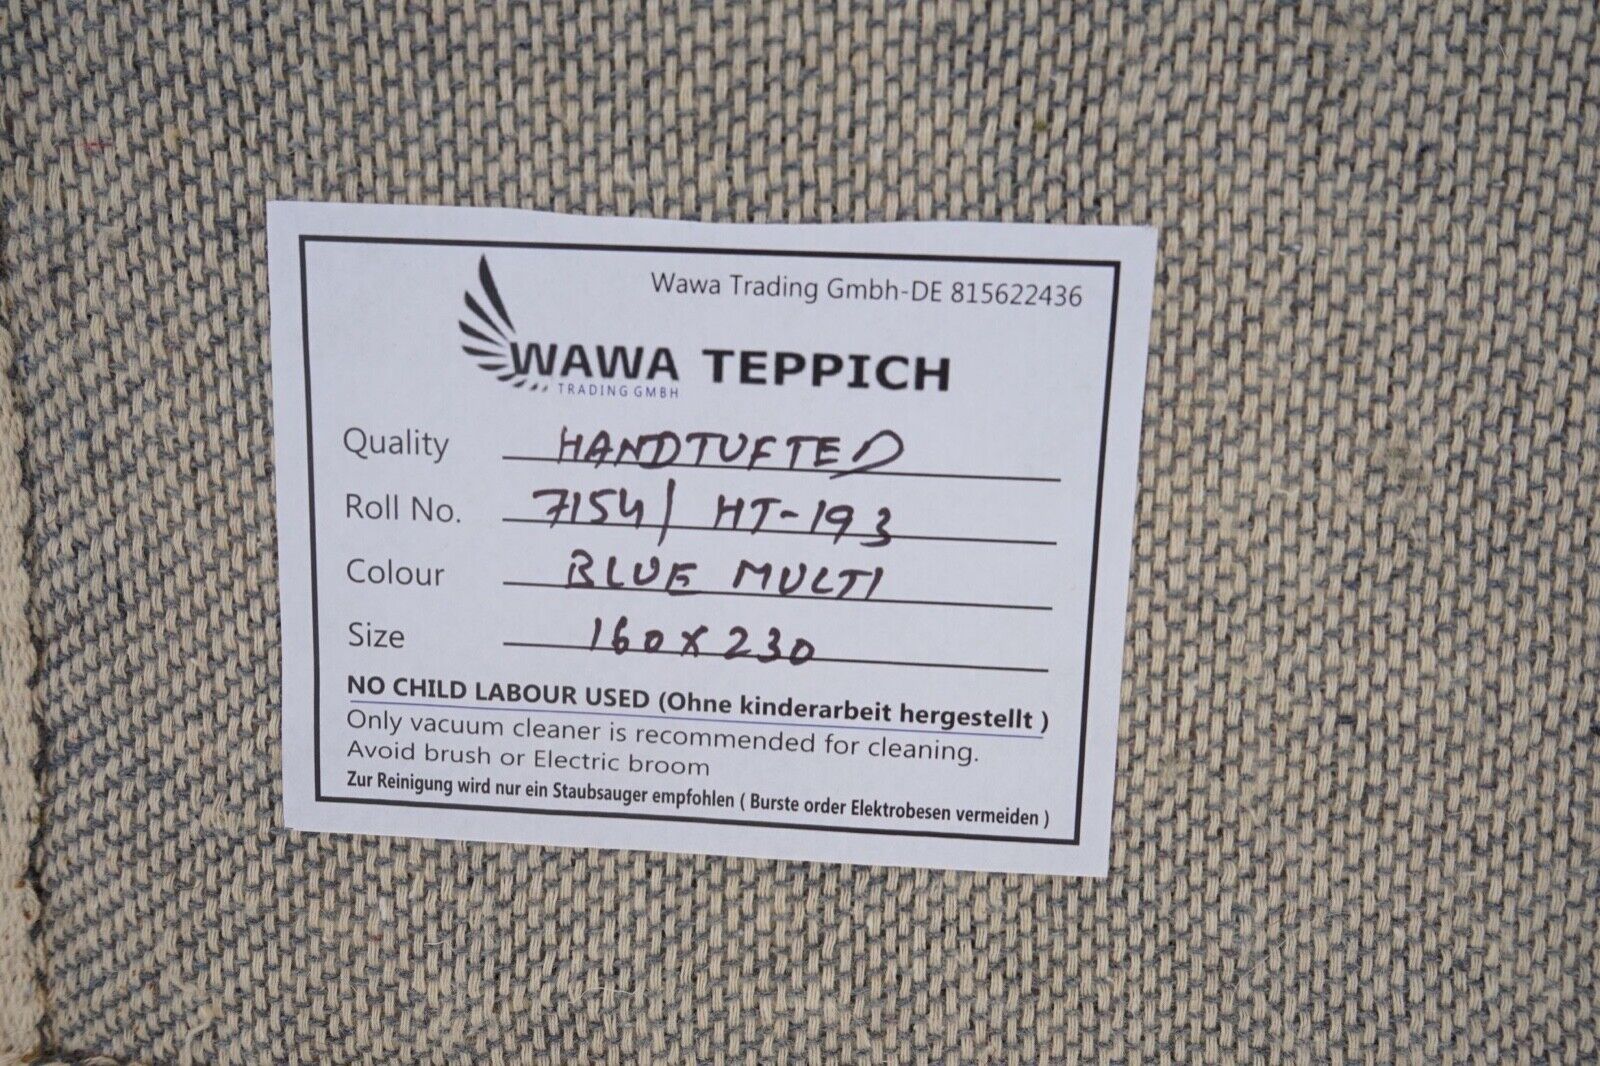 Wawa Trading Gmbh-DE 815622436
WAWA TEPPICH
TRADING GMBH
Quality HANDTUFTED
Roll No. 7154/ HT-193
Colour BLUE MULTI
Size 160X230
NO CHILD LABOUR USED (Ohne kinderarbeit hergestellt )
Only vacuum cleaner is recommended for cleaning.
Avoid brush or Electric broom
Zur Reinigung wird nur ein Staubsauger empfohlen ( Burste order Elektrobesen vermeiden )